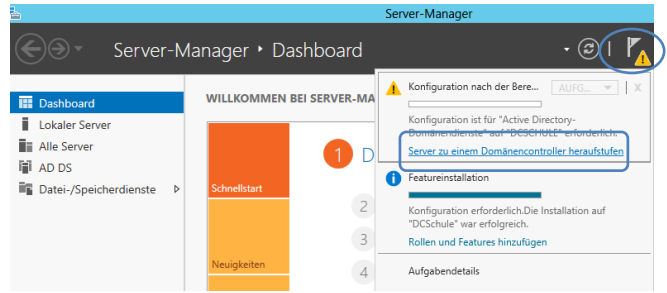 Server-Manager
Server-Manager • Dashboard
Dashboard
Lokaler Server
Alle Server
AD DS
Datei-/Speicherdienste
WILLKOMMEN BEI SERVER-MA
Schnellstart
Neuigkeiten
1 D
2
3
4
Konfiguration nach der Bere... AUFG... X
Konfiguration ist für "Active Directory-
Domänendienste" auf "DCSCHULE" erforderlich.
Server zu einem Domänencontroller heraufstufen
Featureinstallation
Konfiguration erforderlich.Die Installation auf
"DCSchule" war erfolgreich.
Rollen und Features hinzufügen
Aufgabendetails